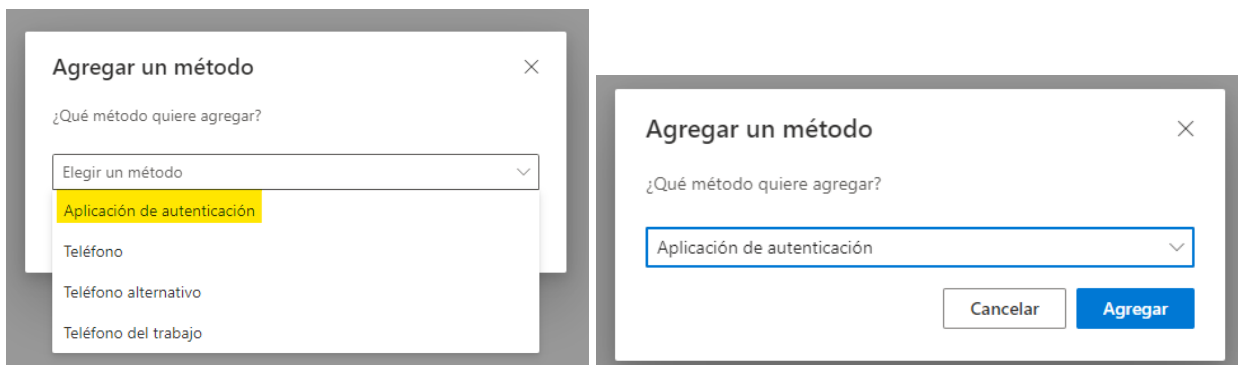 Agregar un método
¿Qué método quiere agregar?
Elegir un método
Aplicación de autenticación
Teléfono
Teléfono alternativo
Teléfono del trabajo
Agregar un método
¿Qué método quiere agregar?
Aplicación de autenticación
Cancelar Agregar